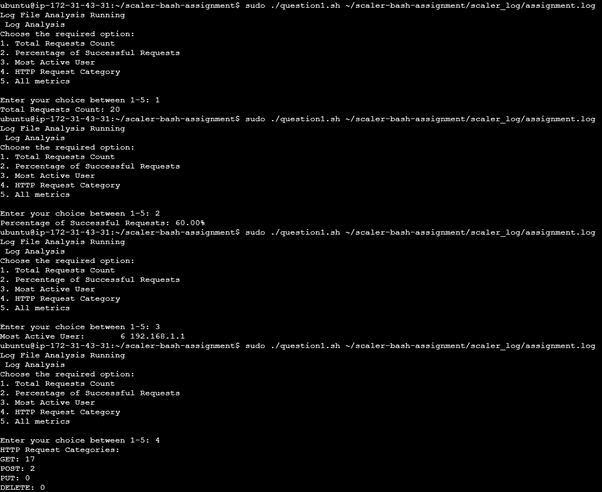 ubuntu@ip-172-31-43-31:~/scaler-bash-assignment$ sudo ./question1.sh ~/scaler-bash-assignment/scaler_log/assignment.log
Log File Analysis Running
 Log Analysis
Choose the required option:
1. Total Requests Count
2. Percentage of Successful Requests
3. Most Active User
4. HTTP Request Category
5. All metrics

Enter your choice between 1-5: 1
Total Requests Count: 20
ubuntu@ip-172-31-43-31:~/scaler-bash-assignment$ sudo ./question1.sh ~/scaler-bash-assignment/scaler_log/assignment.log
Log File Analysis Running
 Log Analysis
Choose the required option:
1. Total Requests Count
2. Percentage of Successful Requests
3. Most Active User
4. HTTP Request Category
5. All metrics

Enter your choice between 1-5: 2
Percentage of Successful Requests: 60.00%
ubuntu@ip-172-31-43-31:~/scaler-bash-assignment$ sudo ./question1.sh ~/scaler-bash-assignment/scaler_log/assignment.log
Log File Analysis Running
 Log Analysis
Choose the required option:
1. Total Requests Count
2. Percentage of Successful Requests
3. Most Active User
4. HTTP Request Category
5. All metrics

Enter your choice between 1-5: 3
Most Active User:       6 192.168.1.1
ubuntu@ip-172-31-43-31:~/scaler-bash-assignment$ sudo ./question1.sh ~/scaler-bash-assignment/scaler_log/assignment.log
Log File Analysis Running
 Log Analysis
Choose the required option:
1. Total Requests Count
2. Percentage of Successful Requests
3. Most Active User
4. HTTP Request Category
5. All metrics

Enter your choice between 1-5: 4
HTTP Request Categories:
GET: 17
POST: 2
PUT: 0
DELETE: 0